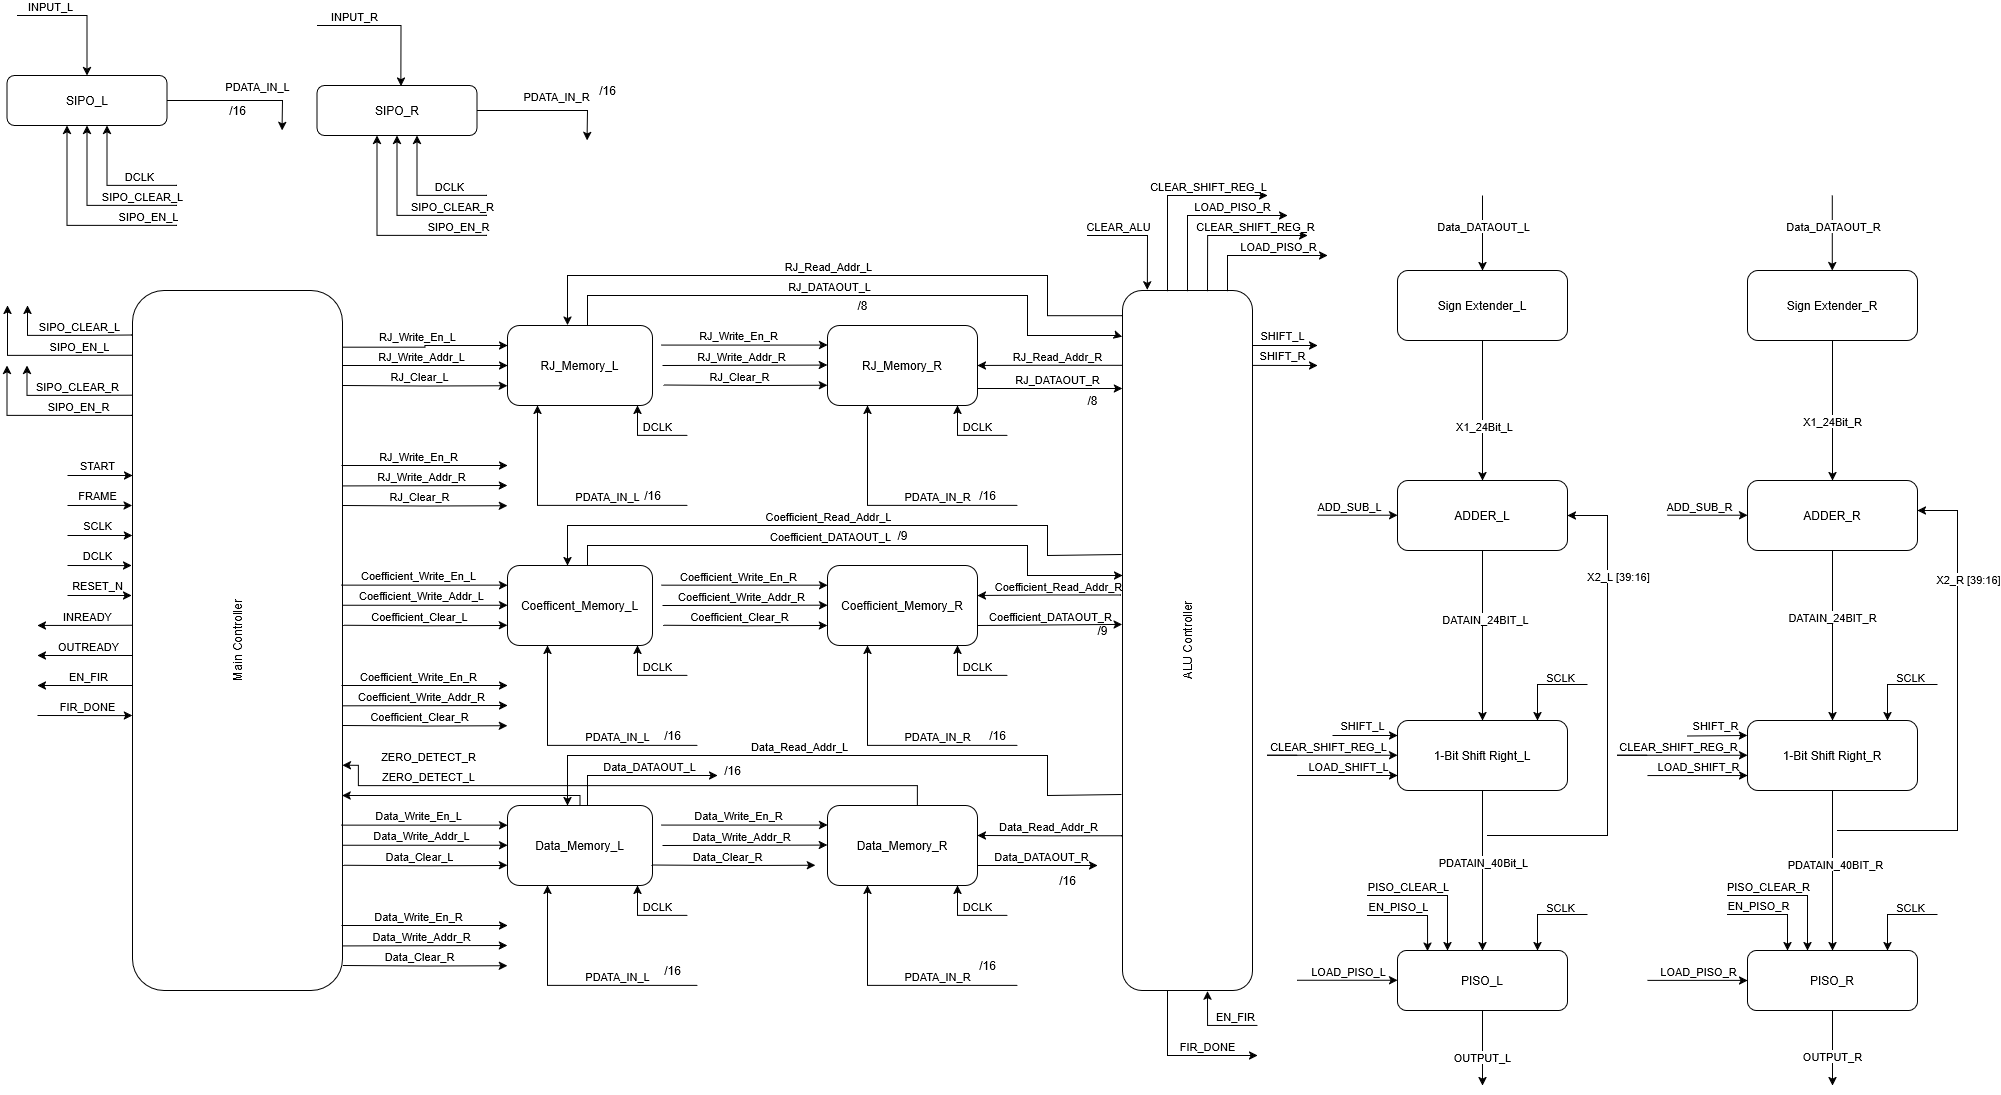 INPUT_L
SIPO_L
PDATA_IN_L
/16
DCLK
SIPO_CLEAR_L
SIPO_EN_L
INPUT_R
SIPO_R
PDATA_IN_R
/16
DCLK
SIPO_CLEAR_R
SIPO_EN_R
SIPO_CLEAR_L
SIPO_EN_L
SIPO_CLEAR_R
SIPO_EN_R
START
FRAME
SCLK
DCLK
RESET_N
INREADY
OUTREADY
EN_FIR
FIR_DONE
Main Controller
RJ_Write_En_L
RJ_Write_Addr_L
RJ_Clear_L
RJ_Write_En_R
RJ_Write_Addr_R
RJ_Clear_R
Coefficient_Write_En_L
Coefficient_Write_Addr_L
Coefficient_Clear_L
Coefficient_Write_En_R
Coefficient_Write_Addr_R
Coefficient_Clear_R
ZERO_DETECT_R
ZERO_DETECT_L
Data_Write_En_L
Data_Write_Addr_L
Data_Clear_L
Data_Write_En_R
Data_Write_Addr_R
Data_Clear_R
RJ_Read_Addr_L
RJ_DATAOUT_L
/8
RJ_Memory_L
RJ_Write_En_R
RJ_Write_Addr_R
RJ_Clear_R
RJ_Memory_R
RJ_Read_Addr_R
RJ_DATAOUT_R
/8
DCLK
DCLK
PDATA_IN_L
/16
PDATA_IN_R
/16
Coefficient_Read_Addr_L
Coefficient_DATAOUT_L
/9
Coefficent_Memory_L
Coefficient_Write_En_R
Coefficient_Write_Addr_R
Coefficient_Clear_R
Coefficient_Memory_R
Coefficient_Read_Addr_R
Coefficient_DATAOUT_R
/9
DCLK
DCLK
PDATA_IN_L
/16
PDATA_IN_R
/16
Data_Read_Addr_L
Data_DATAOUT_L
/16
Data_Memory_L
Data_Write_En_R
Data_Write_Addr_R
Data_Clear_R
Data_Memory_R
Data_Read_Addr_R
Data_DATAOUT_R
/16
DCLK
DCLK
PDATA_IN_L
/16
PDATA_IN_R
/16
CLEAR_ALU
CLEAR_SHIFT_REG_L
LOAD_PISO_R
CLEAR_SHIFT_REG_R
LOAD_PISO_R
ALU Controller
SHIFT_L
SHIFT_R
EN_FIR
FIR_DONE
Data_DATAOUT_L
Sign Extender_L
X1_24Bit_L
ADD_SUB_L
ADDER_L
X2_L [39:16]
DATAIN_24BIT_L
SCLK
SHIFT_L
CLEAR_SHIFT_REG_L
LOAD_SHIFT_L
1-Bit Shift Right_L
PDATAIN_40Bit_L
PISO_CLEAR_L
EN_PISO_L
SCLK
LOAD_PISO_L
PISO_L
OUTPUT_L
Data_DATAOUT_R
Sign Extender_R
X1_24Bit_R
ADD_SUB_R
ADDER_R
X2_R [39:16]
DATAIN_24BIT_R
SCLK
SHIFT_R
CLEAR_SHIFT_REG_R
LOAD_SHIFT_R
1-Bit Shift Right_R
PDATAIN_40BIT_R
PISO_CLEAR_R
EN_PISO_R
SCLK
LOAD_PISO_R
PISO_R
OUTPUT_R